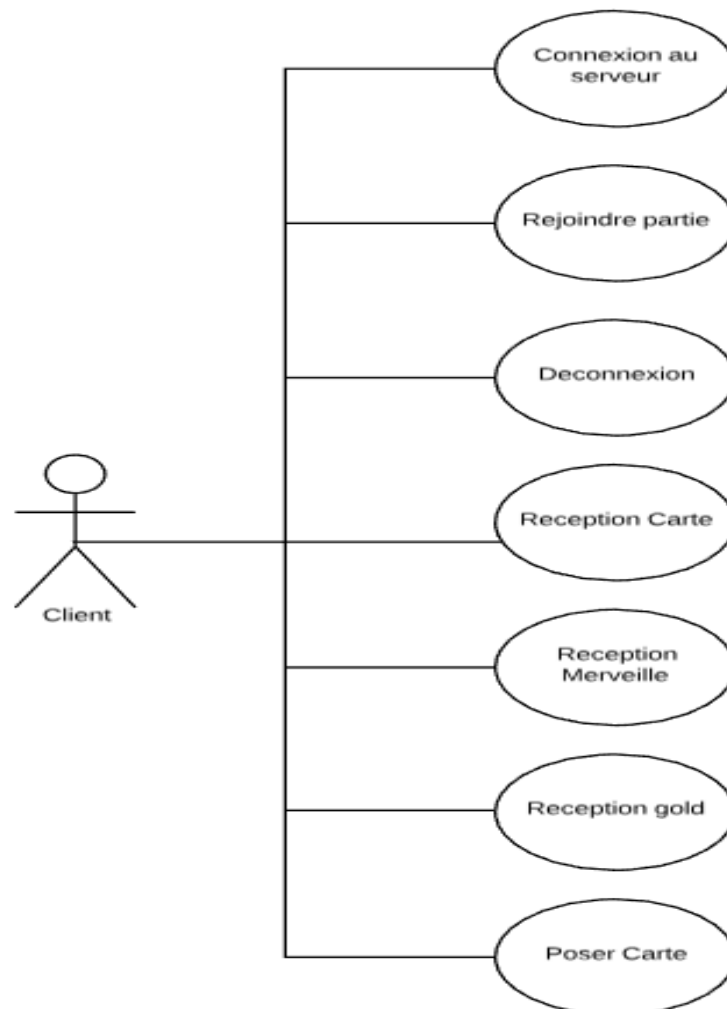 Connexion au
serveur
Rejoindre partie
Deconnexion
Reception Carte
Client
Reception
Merveille
Reception gold
Poser Carte